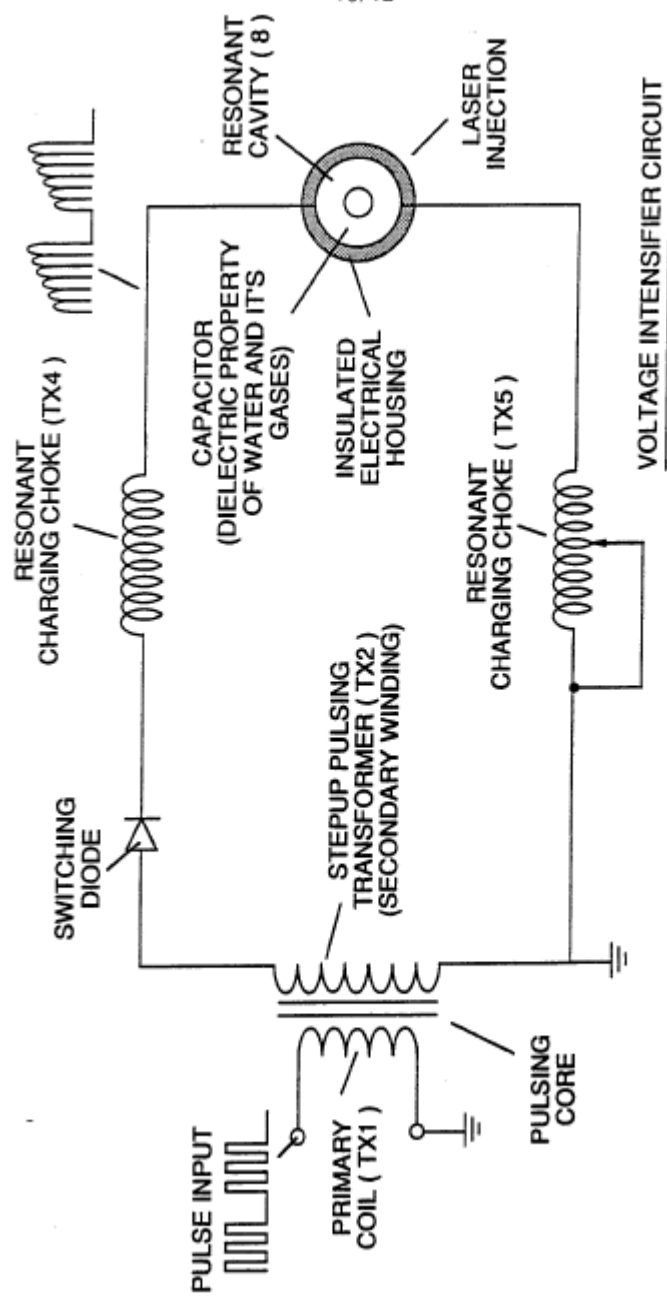 PULSE INPUT
PRIMARY
COIL ( TX1 )
PULSING
CORE
SWITCHING
DIODE
STEPUP PULSING
TRANSFORMER ( TX2 )
(SECONDARY WINDING)
RESONANT
CHARGING CHOKE (TX4)
CAPACITOR
(DIELECTRIC PROPERTY
OF WATER AND IT'S
GASES)
INSULATED
ELECTRICAL
HOUSING
RESONANT
CHARGING CHOKE ( TX5 )
RESONANT
CAVITY ( 8 )
LASER
INJECTION
VOLTAGE INTENSIFIER CIRCUIT